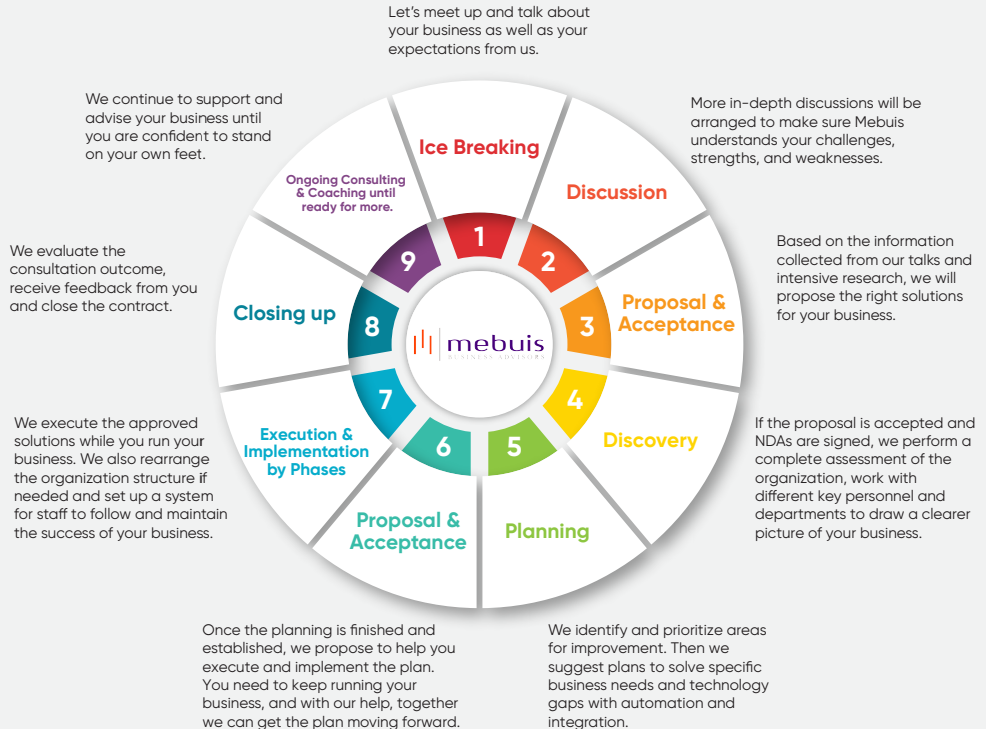 Let's meet up and talk about
your business as well as your
expectations from us.
Ice Breaking
1
More in-depth discussions will be
arranged to make sure Mebuis
understands your challenges,
strengths, and weaknesses.
Discussion
2
Based on the information
collected from our talks and
intensive research, we will
propose the right solutions
for your business.
Proposal &
Acceptance
3
If the proposal is accepted and
NDAs are signed, we perform a
complete assessment of the
organization, work with
different key personnel and
departments to draw a clearer
picture of your business.
Discovery
4
We identify and prioritize areas
for improvement. Then we
suggest plans to solve specific
business needs and technology
gaps with automation and
integration.
Planning
5
Once the planning is finished and
established, we propose to help you
execute and implement the plan.
You need to keep running your
business, and with our help, together
we can get the plan moving forward.
Proposal &
Acceptance
6
We execute the approved
solutions while you run your
business. We also rearrange
the organization structure if
needed and set up a system
for staff to follow and maintain
the success of your business.
Execution &
Implementation
by Phases
7
We evaluate the
consultation outcome,
receive feedback from you
and close the contract.
Closing up
8
We continue to support and
advise your business until
you are confident to stand
on your own feet.
Ongoing Consulting
& Coaching until
ready for more.
9
mebuis
BUSINESS ADVISORS